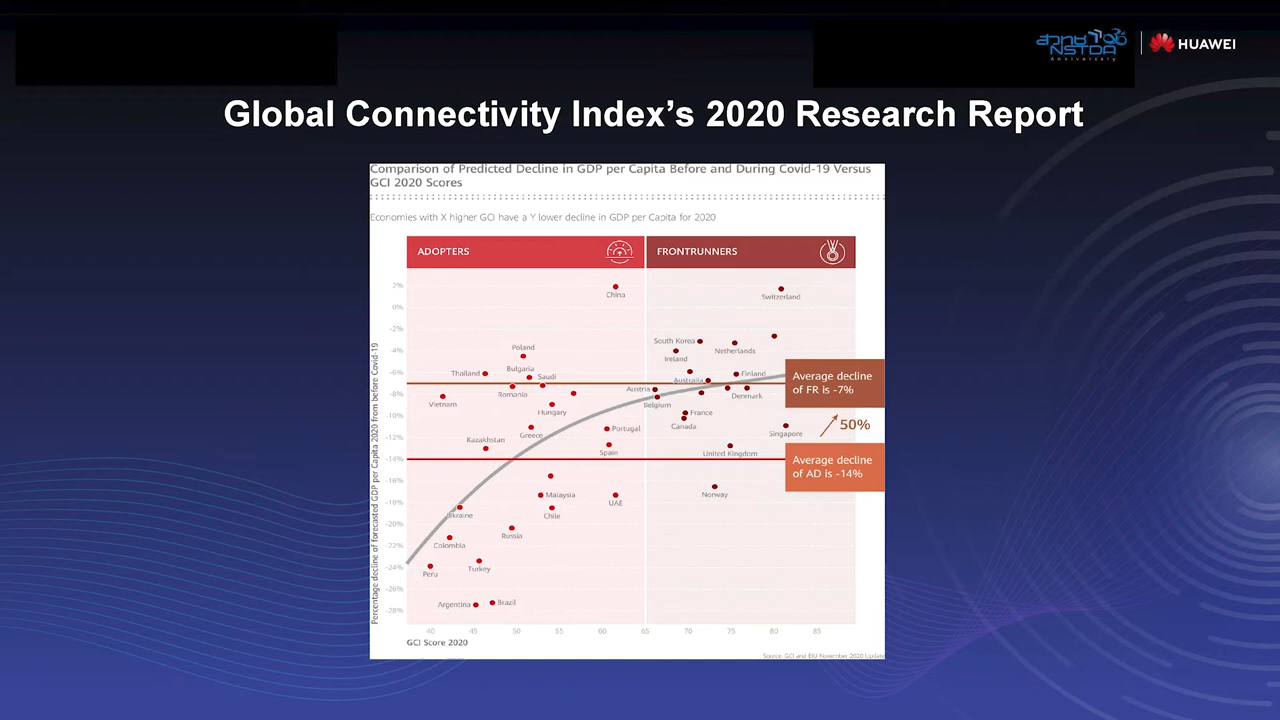 สวทช
NSTDA
Anniversary
HUAWEI
Global Connectivity Index's 2020 Research Report
Comparison of Predicted Decline in GDP per Capita Before and During Covid-19 Versus
GCI 2020 Scores
Economies with X higher GCI have a Y lower decline in GDP per Capita for 2020
ADOPTERS
FRONTRUNNERS
Percentage decline of forecasted GDP per Capita 2020 from before Covid-19
2%
0%
-2%
-4%
-6%
-8%
-10%
-12%
-14%
-16%
-18%
-20%
-22%
-24%
-26%
-28%
China
Switzerland
South Korea
Netherlands
Ireland
Poland
Bulgaria
Thailand
Saudi
Finland
Australia
Austria
Romania
Denmark
Vietnam
Belgium
Hungary
France
Canada
Portugal
Greece
Singapore
Kazakhstan
Spain
United Kingdom
Malaysia
Norway
UAE
Chile
Ukraine
Russia
Colombia
Turkey
Peru
Argentina
Brazil
Average decline
of FR is -7%
50%
Average decline
of AD is -14%
40 45 50 55 60 65 70 75 80 85
GCI Score 2020
Source: GCI and EIU November 2020 Update